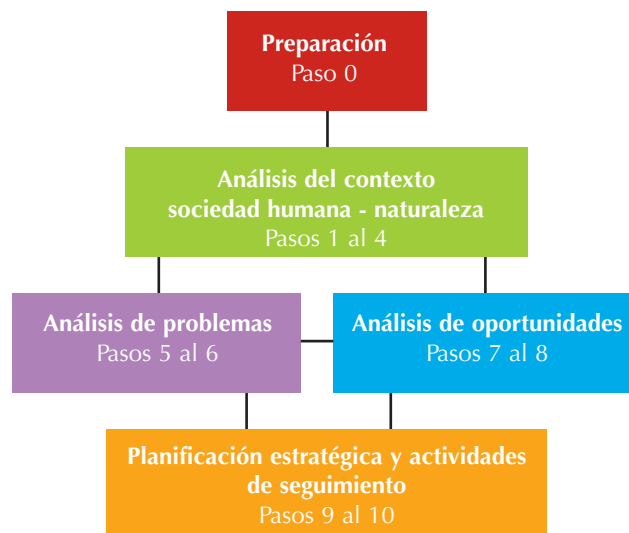 Preparación
Paso 0
Análisis del contexto
sociedad humana - naturaleza
Pasos 1 al 4
Análisis de problemas
Pasos 5 al 6
Análisis de oportunidades
Pasos 7 al 8
Planificación estratégica y actividades
de seguimiento
Pasos 9 al 10